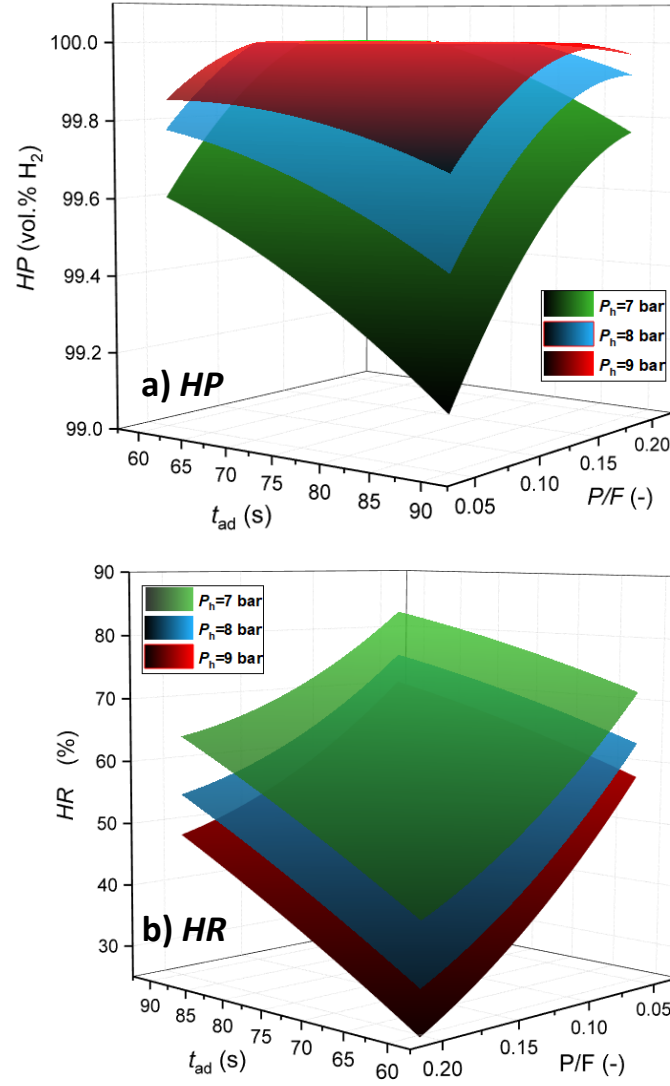 HP (vol.% H₂)
100.0
99.8
99.6
99.4
99.2
99.0
a) HP
Pₕ=7 bar
Pₕ=8 bar
Pₕ=9 bar
60 65 70 75 80 85 90
t_ad (s)
0.05 0.10 0.15 0.20
P/F (-)
HR (%)
90
80
70
60
50
40
30
Pₕ=7 bar
Pₕ=8 bar
Pₕ=9 bar
b) HR
90 85 80 75 70 65 60
t_ad (s)
0.20 0.15 0.10 0.05
P/F (-)